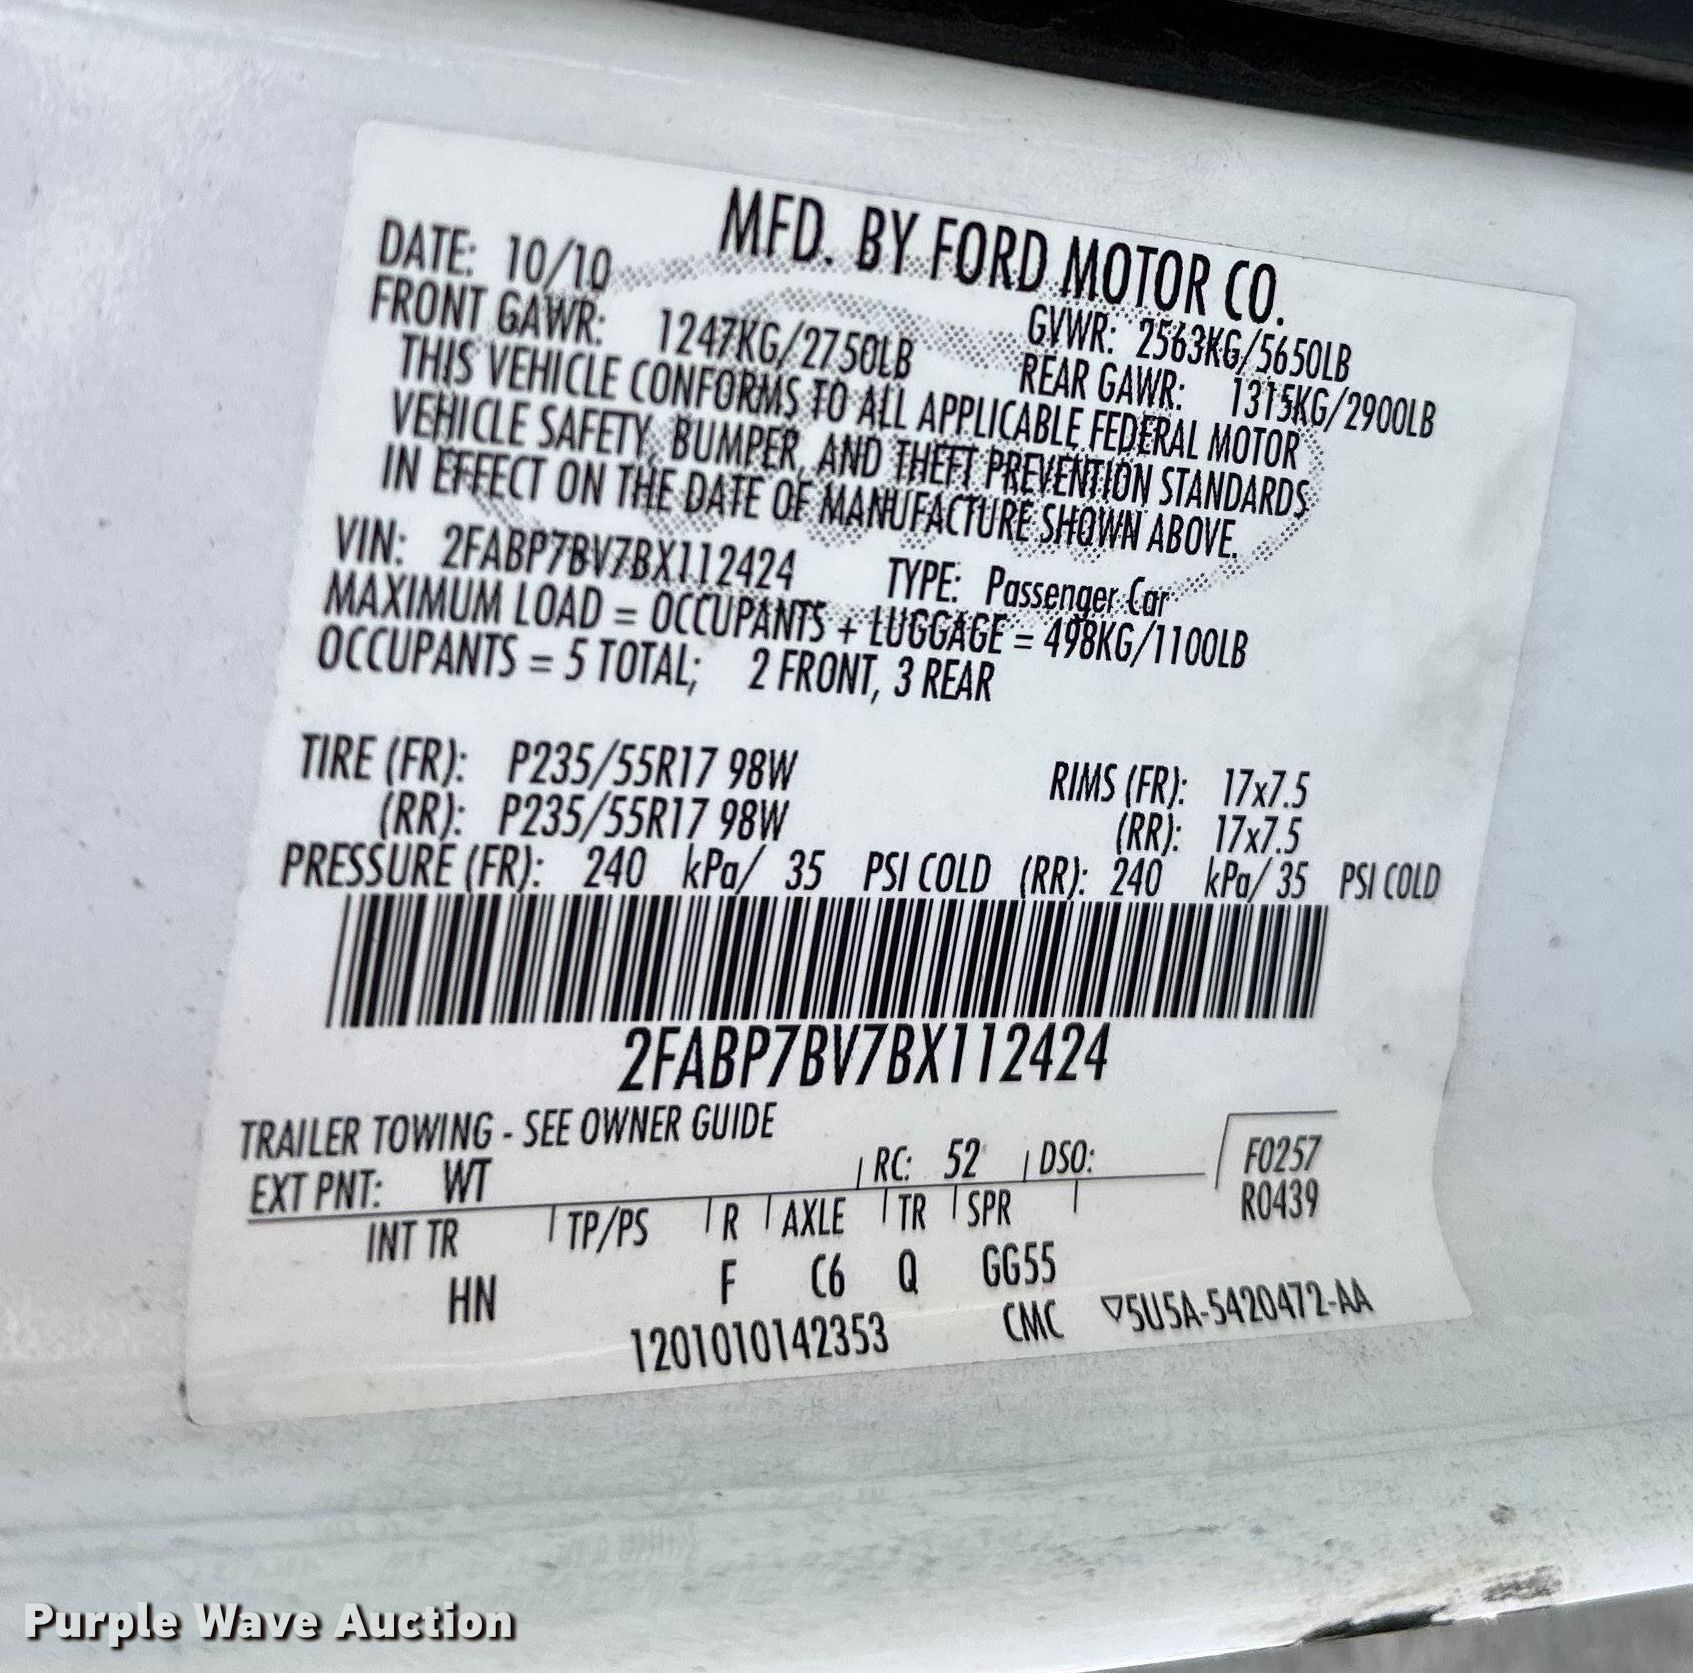 MFD. BY FORD MOTOR CO.
DATE: 10/10 GVWR: 2563KG/5650LB
FRONT GAWR: 1247KG/2750LB REAR GAWR: 1315KG/2900LB
THIS VEHICLE CONFORMS TO ALL APPLICABLE FEDERAL MOTOR
VEHICLE SAFETY, BUMPER, AND THEFT PREVENTION STANDARDS
IN EFFECT ON THE DATE OF MANUFACTURE SHOWN ABOVE.
VIN: 2FABP7BV7BX112424 TYPE: Passenger Car
MAXIMUM LOAD = OCCUPANTS + LUGGAGE = 498KG/1100LB
OCCUPANTS = 5 TOTAL; 2 FRONT, 3 REAR
TIRE (FR): P235/55R17 98W RIMS (FR): 17x7.5
(RR): P235/55R17 98W (RR): 17x7.5
PRESSURE (FR): 240 kPa/ 35 PSI COLD (RR): 240 kPa/ 35 PSI COLD
2FABP7BV7BX112424
TRAILER TOWING - SEE OWNER GUIDE
EXT PNT: WT RC: 52 DSO: F0257
R0439
INT TR TP/PS R AXLE TR SPR
HN F C6 Q GG55
1201010142353 CMC ▽5U5A-5420472-AA
Purple Wave Auction